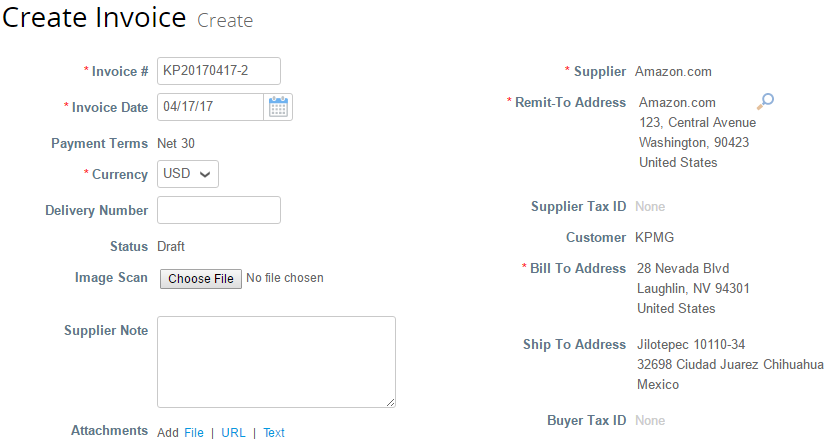 Create Invoice Create
* Invoice # KP20170417-2
* Invoice Date 04/17/17
Payment Terms Net 30
* Currency USD
Delivery Number
Status Draft
Image Scan Choose File No file chosen
Supplier Note
Attachments Add File | URL | Text
* Supplier Amazon.com
* Remit-To Address Amazon.com
123, Central Avenue
Washington, 90423
United States
Supplier Tax ID None
Customer KPMG
* Bill To Address 28 Nevada Blvd
Laughlin, NV 94301
United States
Ship To Address Jilotepec 10110-34
32698 Ciudad Juarez Chihuahua
Mexico
Buyer Tax ID None